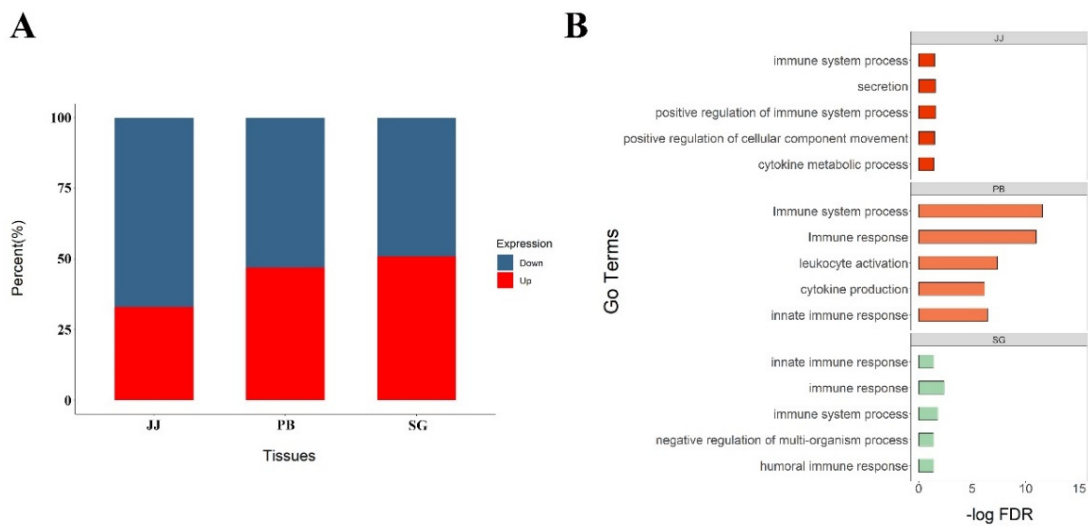 A
Percent(%)
100
75
50
25
0
JJ PB SG
Tissues
Expression
Down
Up
B
Go Terms
JJ
immune system process
secretion
positive regulation of immune system process
positive regulation of cellular component movement
cytokine metabolic process
PB
Immune system process
Immune response
leukocyte activation
cytokine production
innate immune response
SG
innate immune response
immune response
immune system process
negative regulation of multi-organism process
humoral immune response
0 5 10 15
-log FDR